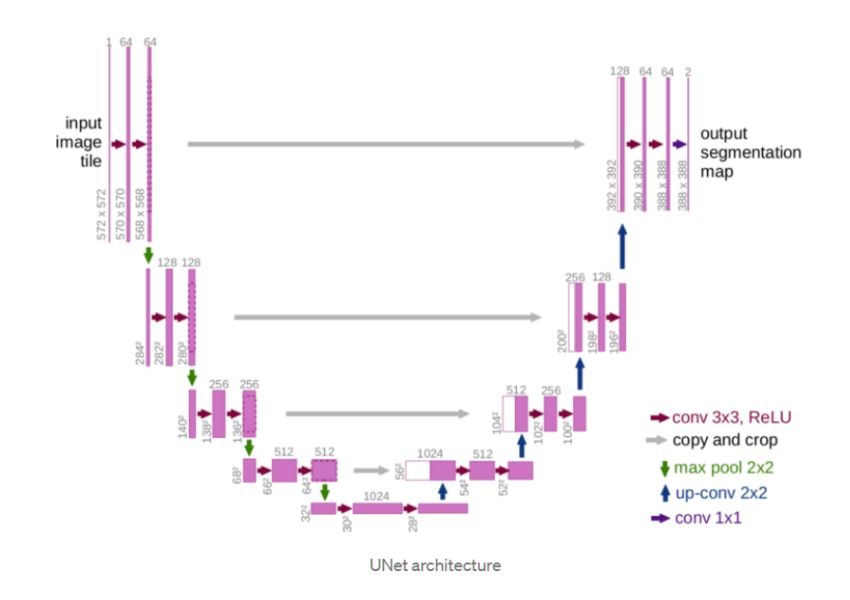 1 64 64
128 64 64 2
input
image
tile
output
segmentation
map
572 x 572
570 x 570
568 x 568
392 x 392
390 x 390
388 x 388
388 x 388
128 128
256 128
284²
282²
280²
200²
198²
196²
256 256
512 256
140²
138²
136²
104²
102²
100²
512 512
1024 512
68²
66²
64²
56²
54²
52²
1024
32²
30²
28²
conv 3x3, ReLU
copy and crop
max pool 2x2
up-conv 2x2
conv 1x1
UNet architecture